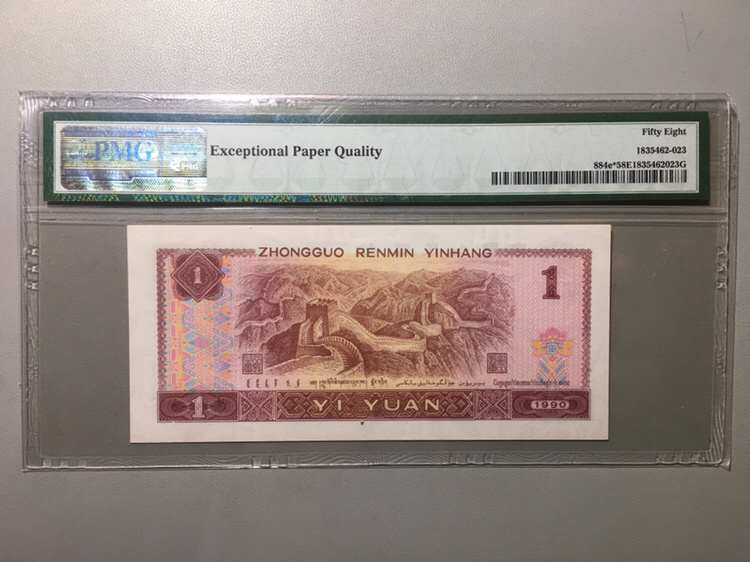 Fifty Eight
PMG
Exceptional Paper Quality
1835462-023
884e*58E1835462023G
ZHONGGUO RENMIN YINHANG
1
1
1
YI YUAN
1990